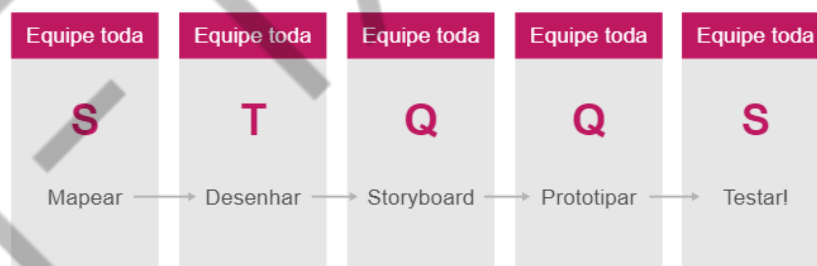 Equipe toda Equipe toda Equipe toda Equipe toda Equipe toda
S T Q Q S
Mapear Desenhar Storyboard Prototipar Testar!